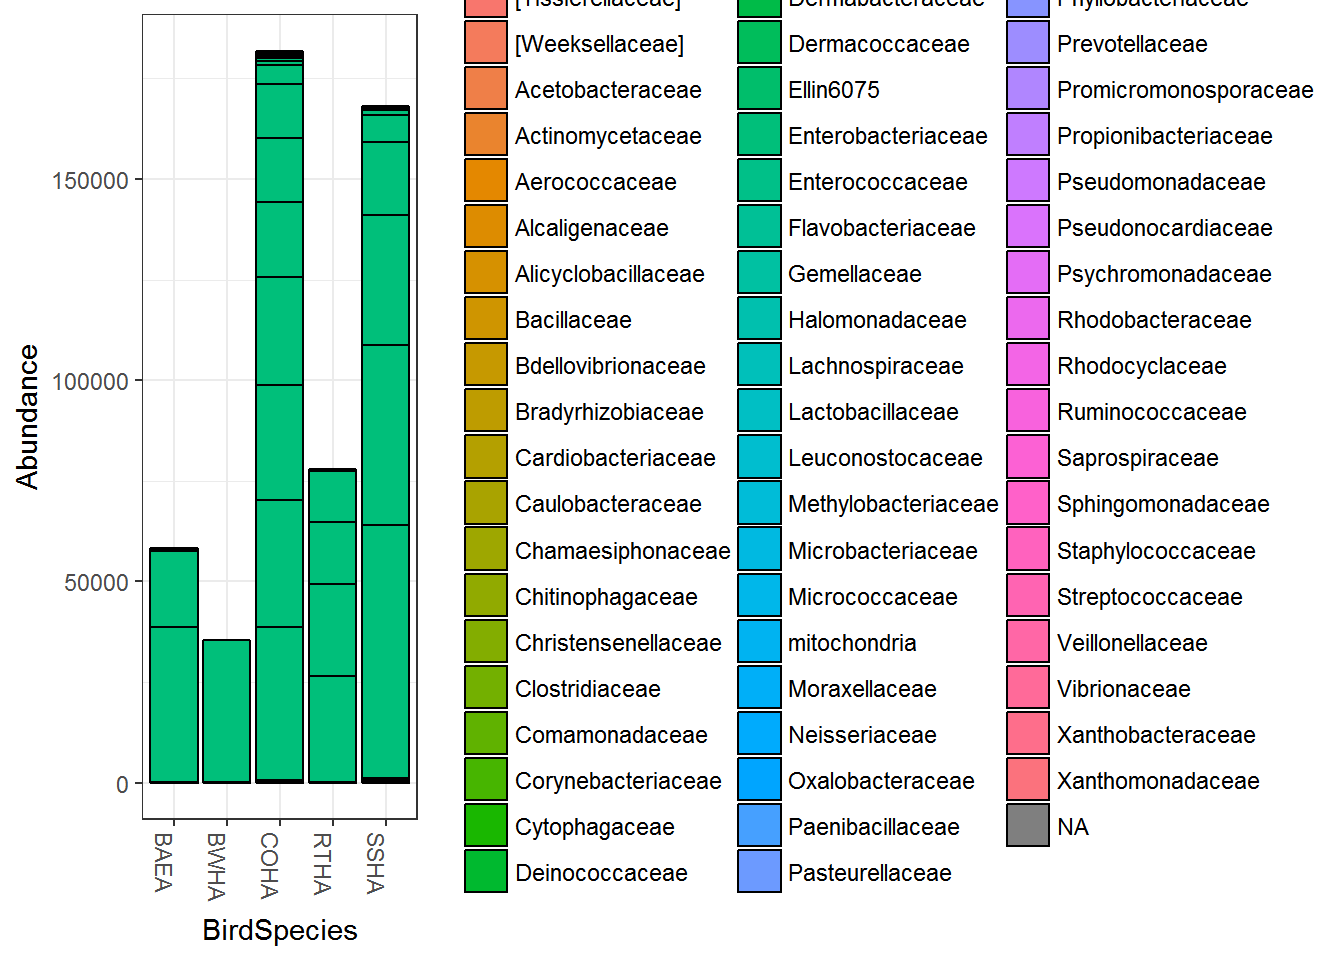 Abundance
150000
100000
50000
0
BAEA
BWHA
COHA
RTHA
SSHA
BirdSpecies
[Tissierellaceae]
[Weeksellaceae]
Acetobacteraceae
Actinomycetaceae
Aerococcaceae
Alcaligenaceae
Alicyclobacillaceae
Bacillaceae
Bdellovibrionaceae
Bradyrhizobiaceae
Cardiobacteriaceae
Caulobacteraceae
Chamaesiphonaceae
Chitinophagaceae
Christensenellaceae
Clostridiaceae
Comamonadaceae
Corynebacteriaceae
Cytophagaceae
Deinococcaceae
Dermabacteraceae
Dermacoccaceae
Ellin6075
Enterobacteriaceae
Enterococcaceae
Flavobacteriaceae
Gemellaceae
Halomonadaceae
Lachnospiraceae
Lactobacillaceae
Leuconostocaceae
Methylobacteriaceae
Microbacteriaceae
Micrococcaceae
mitochondria
Moraxellaceae
Neisseriaceae
Oxalobacteraceae
Paenibacillaceae
Pasteurellaceae
Phyllobacteriaceae
Prevotellaceae
Promicromonosporaceae
Propionibacteriaceae
Pseudomonadaceae
Pseudonocardiaceae
Psychromonadaceae
Rhodobacteraceae
Rhodocyclaceae
Ruminococcaceae
Saprospiraceae
Sphingomonadaceae
Staphylococcaceae
Streptococcaceae
Veillonellaceae
Vibrionaceae
Xanthobacteraceae
Xanthomonadaceae
NA